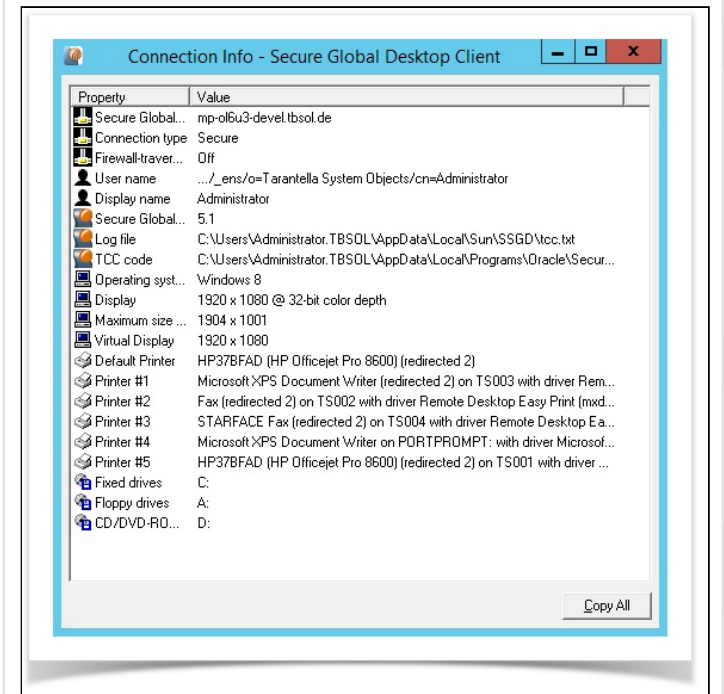 Connection Info - Secure Global Desktop Client
Property Value
Secure Global... mp-ol6u3-devel.tbsol.de
Connection type Secure
Firewall-traver... Off
User name .../_ens/o=Tarantella System Objects/cn=Administrator
Display name Administrator
Secure Global... 5.1
Log file C:\Users\Administrator.TBSOL\AppData\Local\Sun\SSGD\tcc.txt
TCC code C:\Users\Administrator.TBSOL\AppData\Local\Programs\Oracle\Secur...
Operating syst... Windows 8
Display 1920 x 1080 @ 32-bit color depth
Maximum size ... 1904 x 1001
Virtual Display 1920 x 1080
Default Printer HP37BFAD (HP Officejet Pro 8600) (redirected 2)
Printer #1 Microsoft XPS Document Writer (redirected 2) on TS003 with driver Rem...
Printer #2 Fax (redirected 2) on TS002 with driver Remote Desktop Easy Print (mxd...
Printer #3 STARFACE Fax (redirected 2) on TS004 with driver Remote Desktop Ea...
Printer #4 Microsoft XPS Document Writer on PORTPROMPT: with driver Microsof...
Printer #5 HP37BFAD (HP Officejet Pro 8600) (redirected 2) on TS001 with driver ...
Fixed drives C:
Floppy drives A:
CD/DVD-RO... D:
Copy All